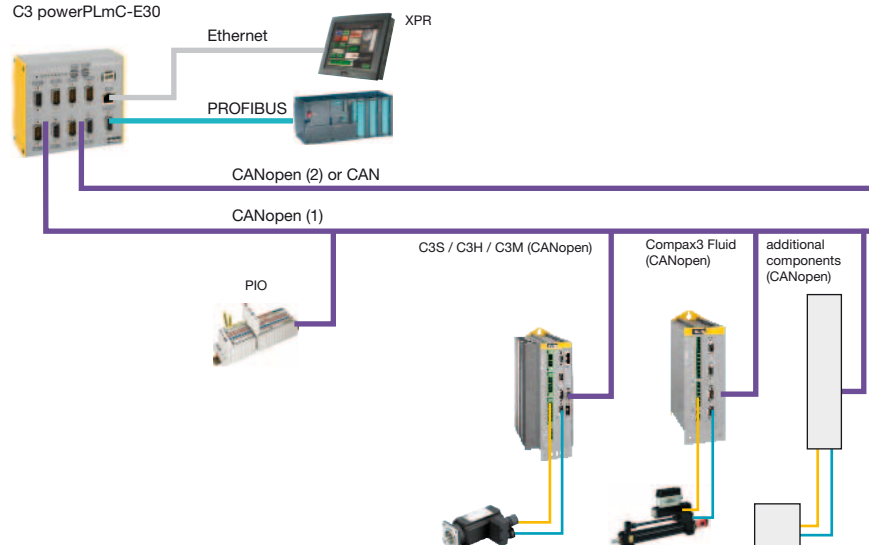 C3 powerPLmC-E30
XPR
Ethernet
PROFIBUS
CANopen (2) or CAN
CANopen (1)
C3S / C3H / C3M (CANopen)
Compax3 Fluid
(CANopen)
additional
components
(CANopen)
PIO